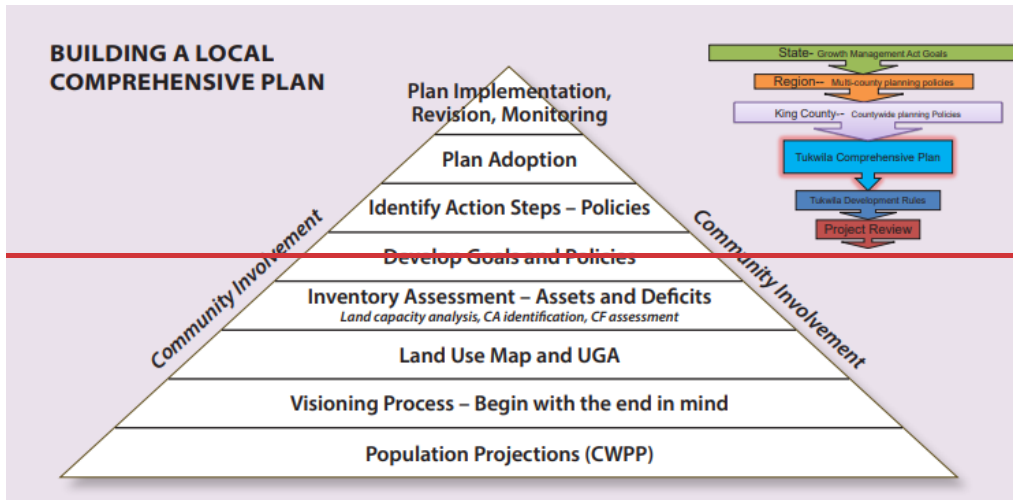 BUILDING A LOCAL
COMPREHENSIVE PLAN
Plan Implementation,
Revision, Monitoring
Plan Adoption
Identify Action Steps – Policies
Develop Goals and Policies
Inventory Assessment – Assets and Deficits
Land capacity analysis, CA identification, CF assessment
Land Use Map and UGA
Visioning Process – Begin with the end in mind
Population Projections (CWPP)
Community Involvement
Community Involvement
State- Growth Management Act Goals
Region-- Multi-county planning policies
King County-- Countywide planning Policies
Tukwila Comprehensive Plan
Tukwila Development Rules
Project Review